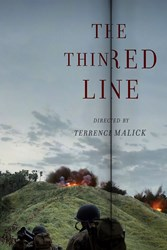 THE
THIN RED
LINE
DIRECTED BY
TERRENCE MALICK